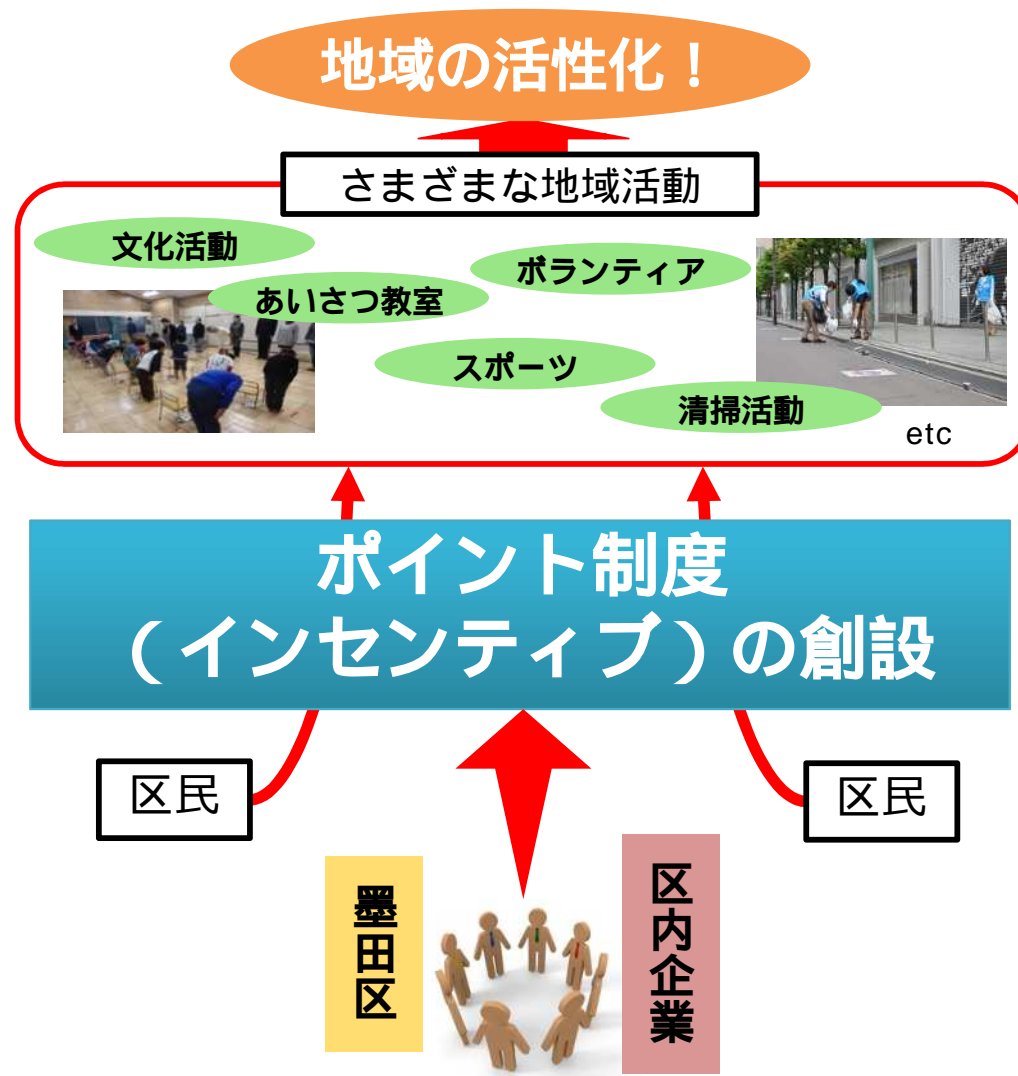 地域の活性化！
さまざまな地域活動
文化活動
ボランティア
あいさつ教室
スポーツ
清掃活動
etc
ポイント制度
（インセンティブ）の創設
区民
区民
墨田区
区内企業